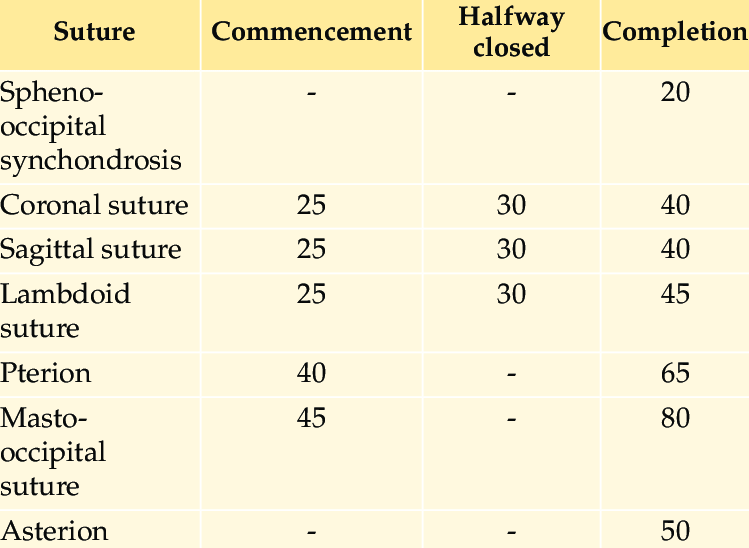 Suture Commencement Halfway closed Completion
Spheno- - - 20
occipital
synchondrosis
Coronal suture 25 30 40
Sagittal suture 25 30 40
Lambdoid 25 30 45
suture
Pterion 40 - 65
Masto- 45 - 80
occipital
suture
Asterion - - 50